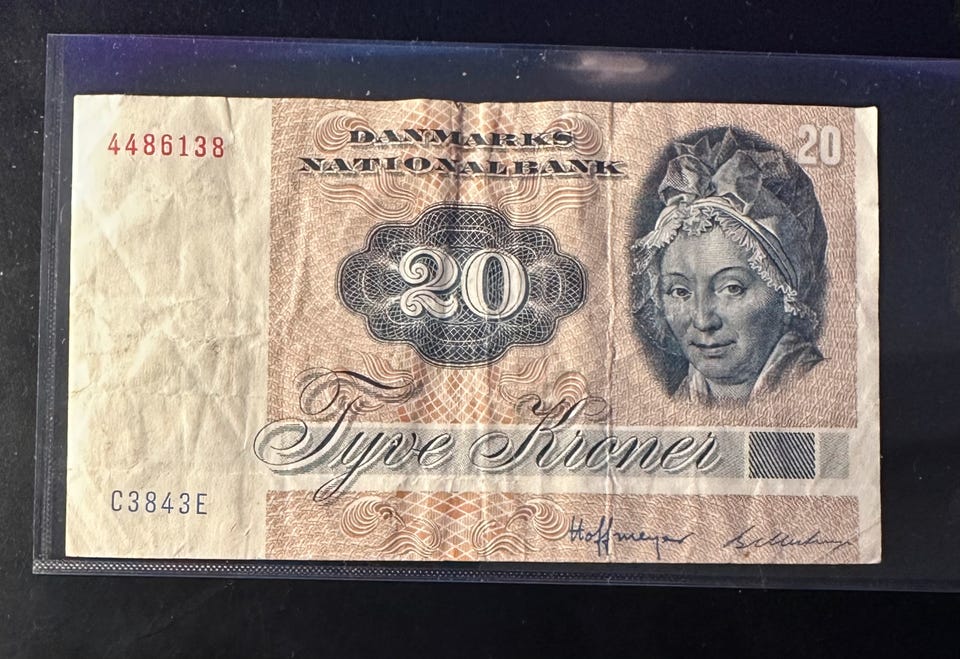 4486138
DANMARKS
NATIONALBANK
20
20
Tyve Kroner
C3843E
Hoffmeyer